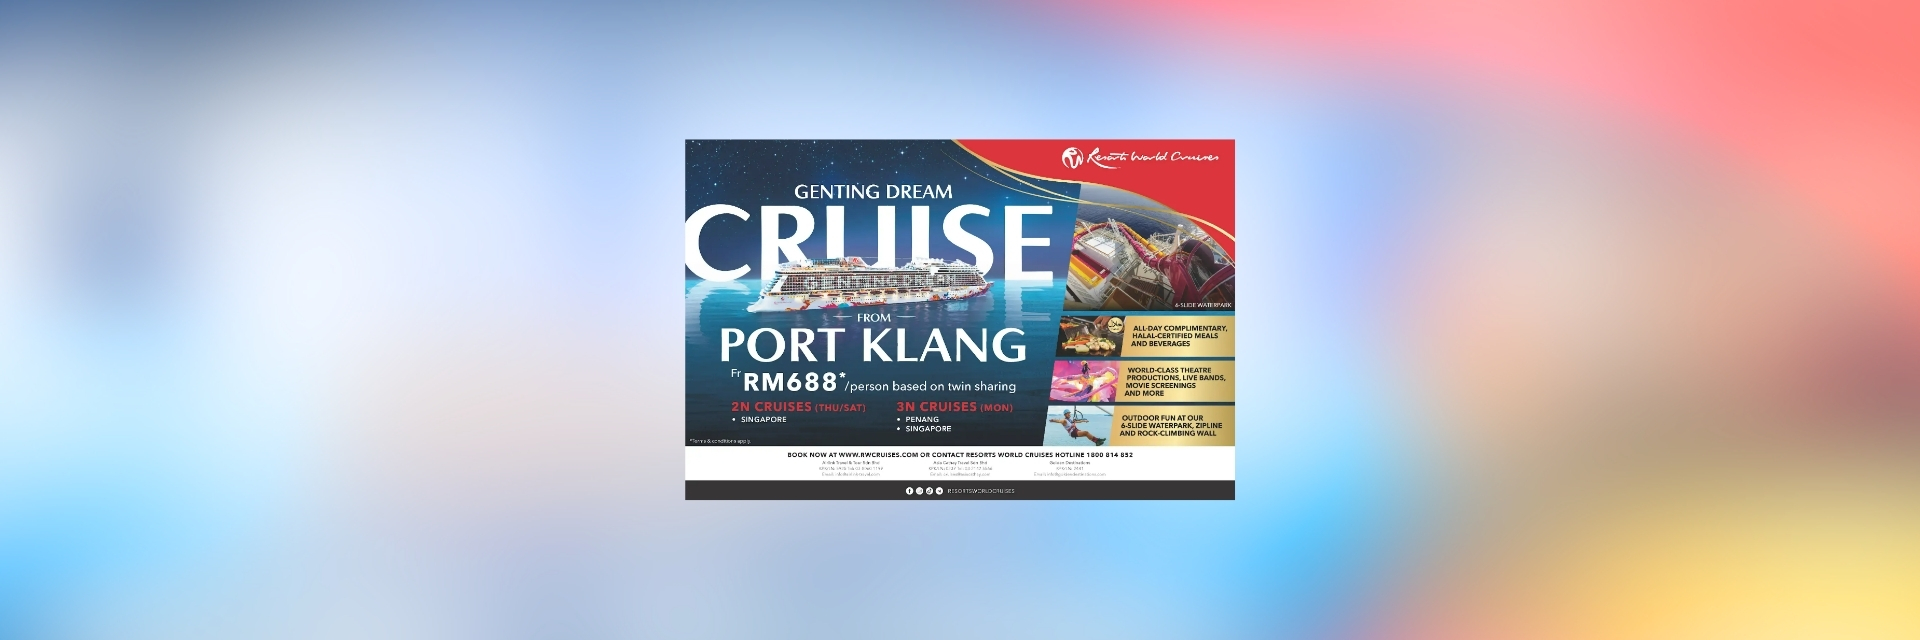 Resorts World Cruises
GENTING DREAM
CRUISE
FROM
PORT KLANG
Fr RM688*/person based on twin sharing
2N CRUISES (THU/SAT)
• SINGAPORE
3N CRUISES (MON)
• PENANG
• SINGAPORE
*Terms & conditions apply.
6-SLIDE WATERPARK
ALL-DAY COMPLIMENTARY,
HALAL-CERTIFIED MEALS
AND BEVERAGES
WORLD-CLASS THEATRE
PRODUCTIONS, LIVE BANDS,
MOVIE SCREENINGS
AND MORE
OUTDOOR FUN AT OUR
6-SLIDE WATERPARK, ZIPLINE
AND ROCK-CLIMBING WALL
BOOK NOW AT WWW.RWCRUISES.COM OR CONTACT RESORTS WORLD CRUISES HOTLINE 1800 814 852
RESORTSWORLDCRUISES